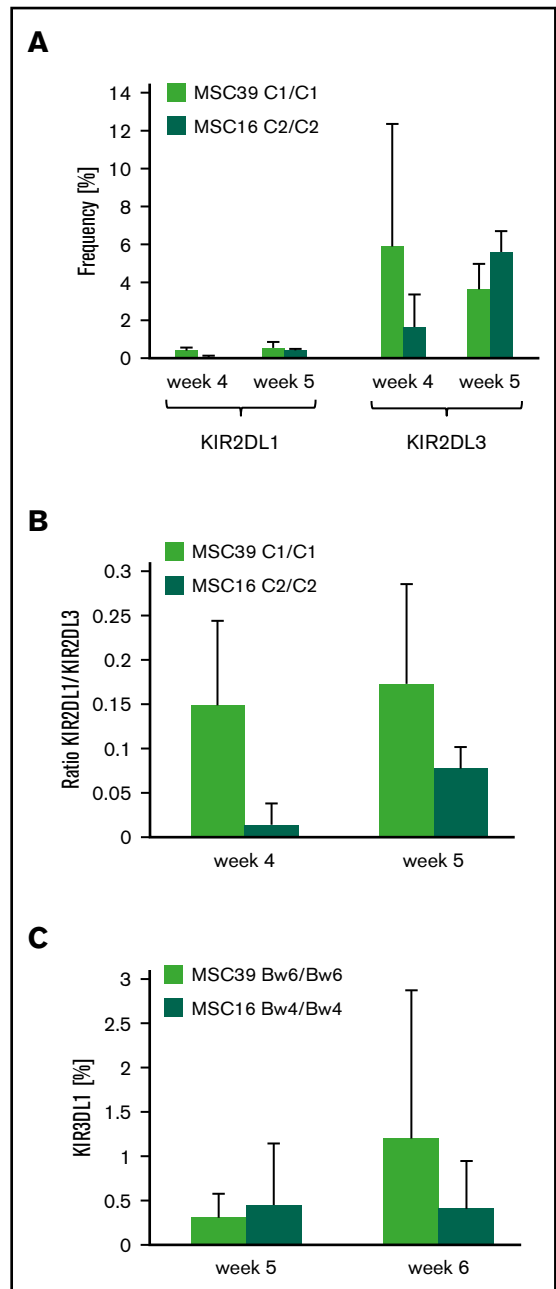 A
MSC39 C1/C1
MSC16 C2/C2
Frequency [%]
14
12
10
8
6
4
2
0
week 4 week 5 week 4 week 5
KIR2DL1 KIR2DL3
B
MSC39 C1/C1
MSC16 C2/C2
Ratio KIR2DL1/KIR2DL3
0.3
0.25
0.2
0.15
0.1
0.05
0
week 4 week 5
C
MSC39 Bw6/Bw6
MSC16 Bw4/Bw4
KIR3DL1 [%]
3
2.5
2
1.5
1
0.5
0
week 5 week 6